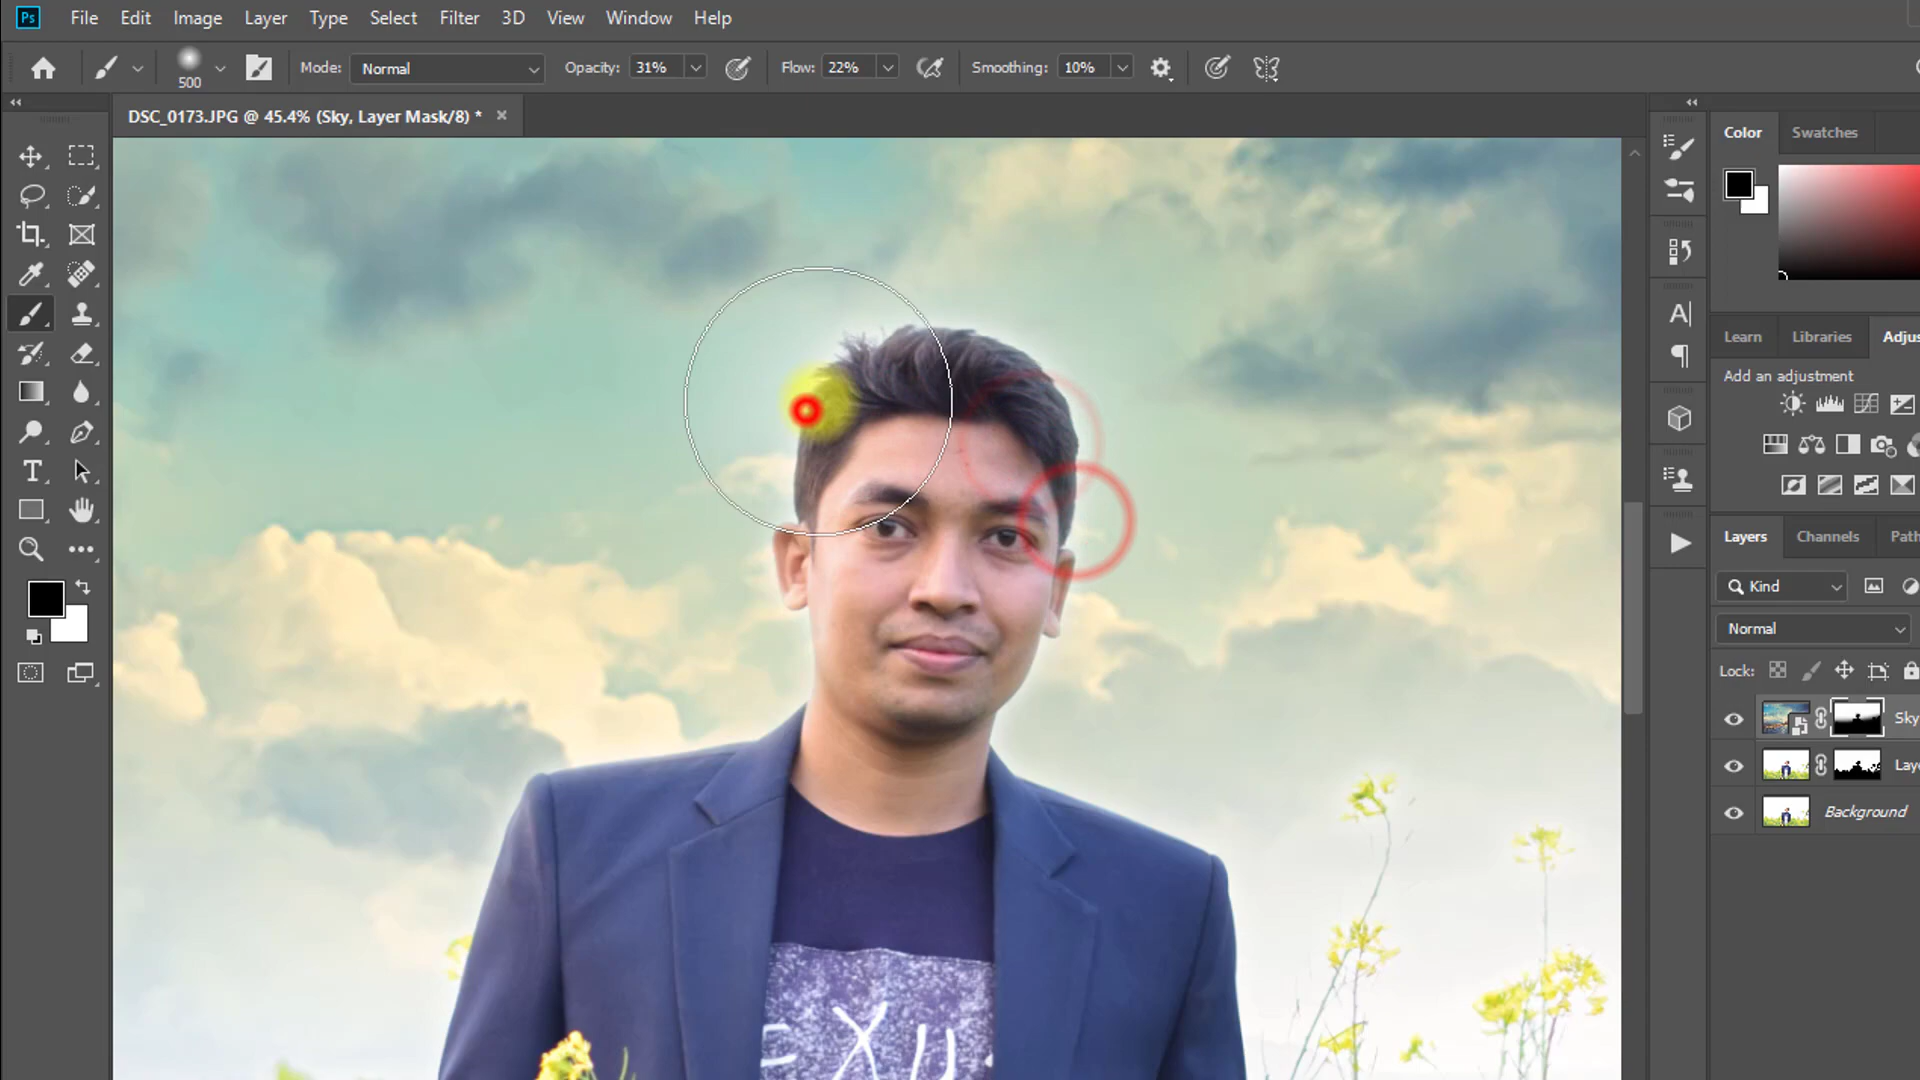 Ps File Edit Image Layer Type Select Filter 3D View Window Help
500 Mode: Normal Opacity: 31% Flow: 22% Smoothing: 10%
DSC_0173.JPG @ 45.4% (Sky, Layer Mask/8) * ×
Color Swatches
Learn Libraries Adjus
Add an adjustment
Layers Channels Path
Kind
Normal
Lock:
Sky
Laye
Background